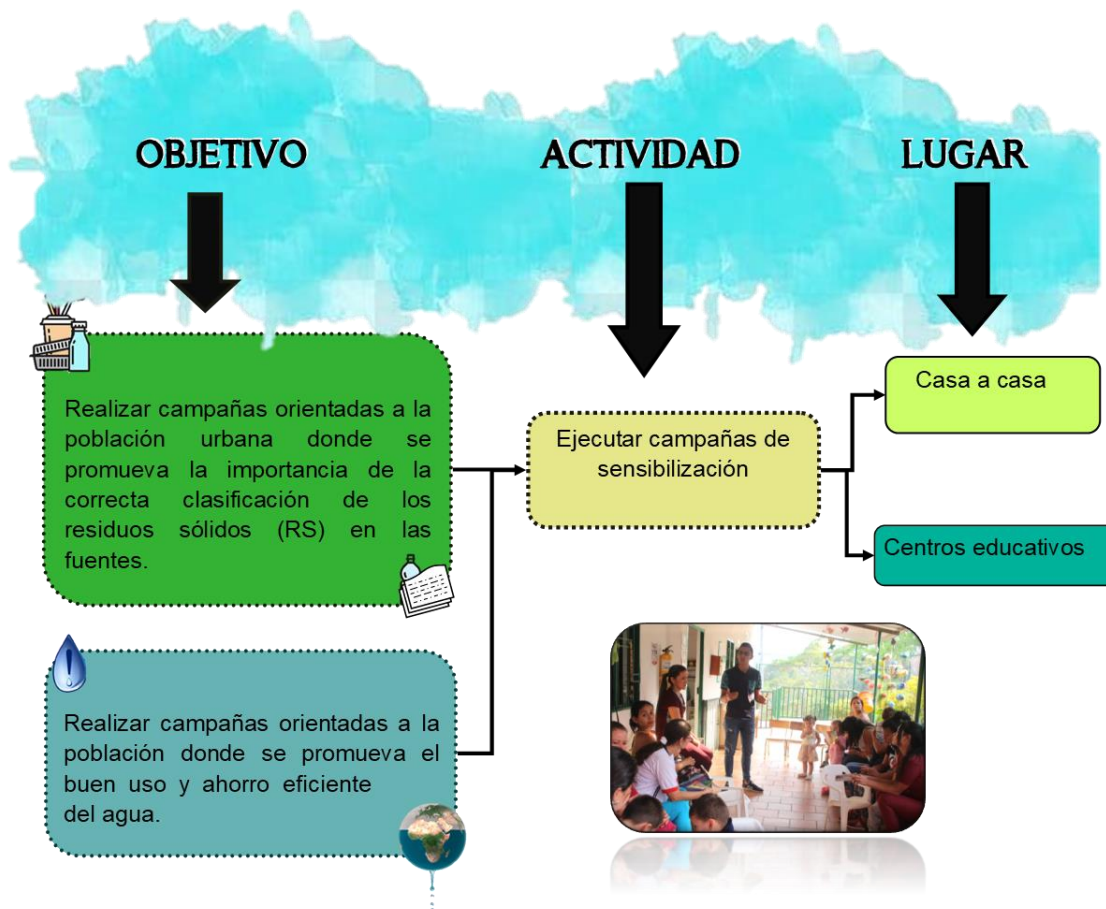 OBJETIVO
ACTIVIDAD
LUGAR
Realizar campañas orientadas a la
población urbana donde se
promueva la importancia de la
correcta clasificación de los
residuos sólidos (RS) en las
fuentes.
Realizar campañas orientadas a la
población donde se promueva el
buen uso y ahorro eficiente
del agua.
Ejecutar campañas de
sensibilización
Casa a casa
Centros educativos